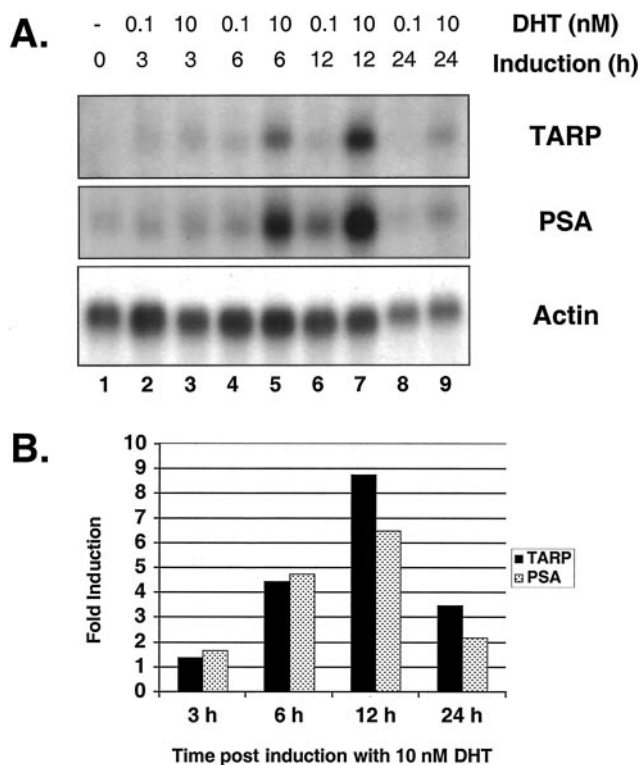 A.
- 0.1 10 0.1 10 0.1 10 0.1 10 DHT (nM)
0 3 3 6 6 12 12 24 24 Induction (h)
TARP
PSA
Actin
1 2 3 4 5 6 7 8 9
B.
10
9
8
7
6
5
4
3
2
1
0
Fold Induction
TARP
PSA
3 h 6 h 12 h 24 h
Time post induction with 10 nM DHT